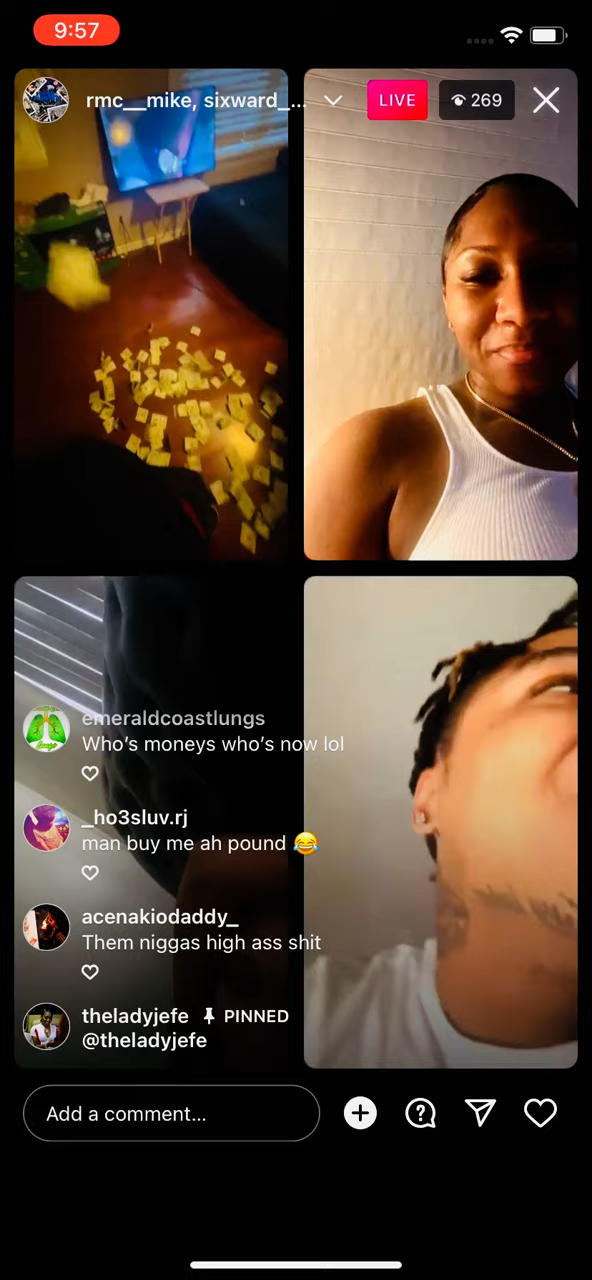 9:57
rmc__mike, sixward_...
LIVE
269
emeraldcoastlungs
Who's moneys who's now lol
_ho3sluv.rj
man buy me ah pound 😂
acenakiodaddy_
Them niggas high ass shit
theladyjefe PINNED
@theladyjefe
Add a comment...